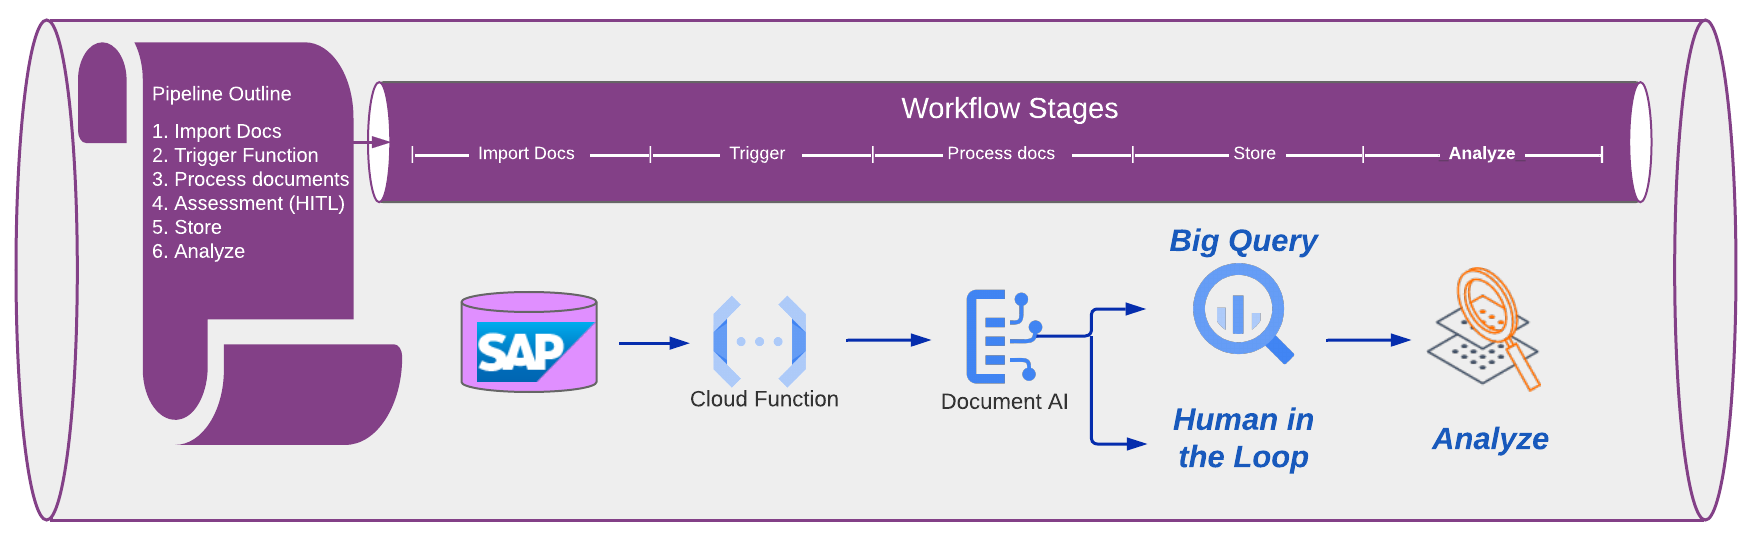 Pipeline Outline
1. Import Docs
2. Trigger Function
3. Process documents
4. Assessment (HITL)
5. Store
6. Analyze
Workflow Stages
Import Docs
Trigger
Process docs
Store
Analyze
SAP
Cloud Function
Document AI
Big Query
Human in
the Loop
Analyze